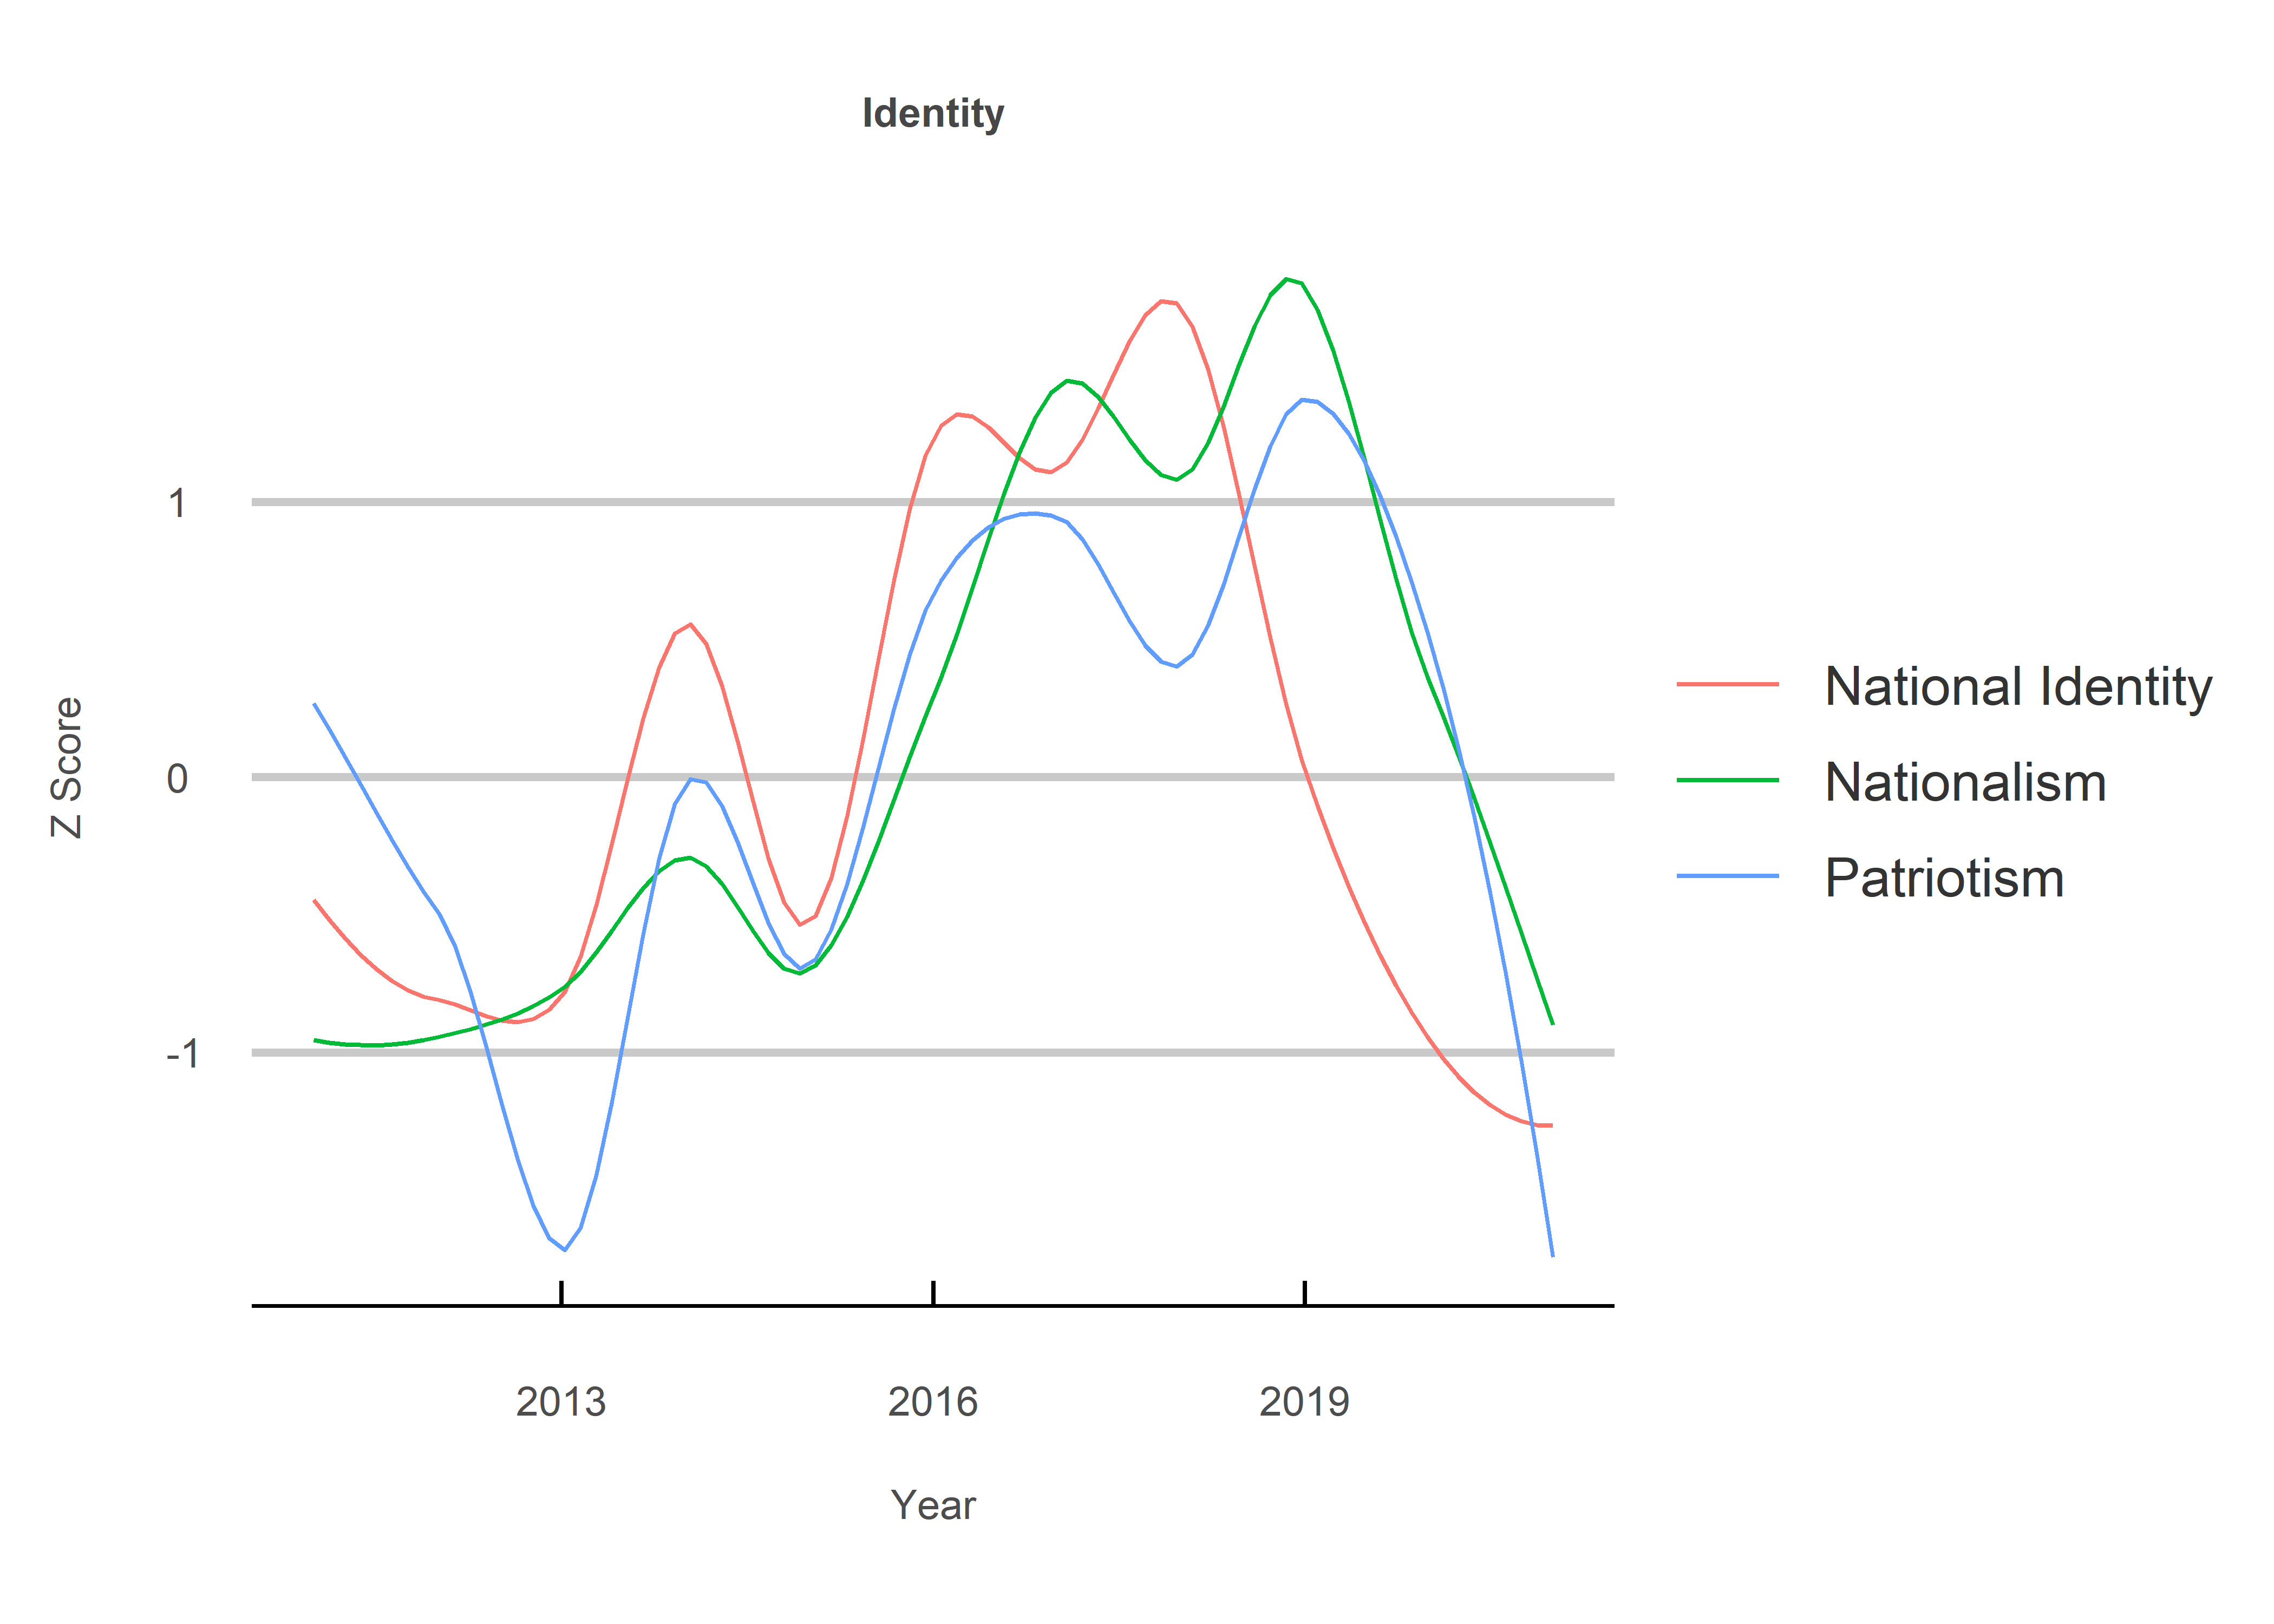 Identity
Z Score
1
0
-1
2013 2016 2019
Year
National Identity
Nationalism
Patriotism